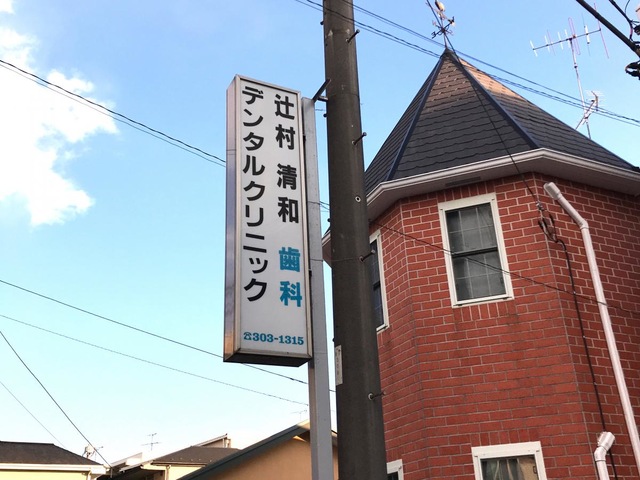 辻村 清和 歯科
デンタルクリニック
☎303-1315